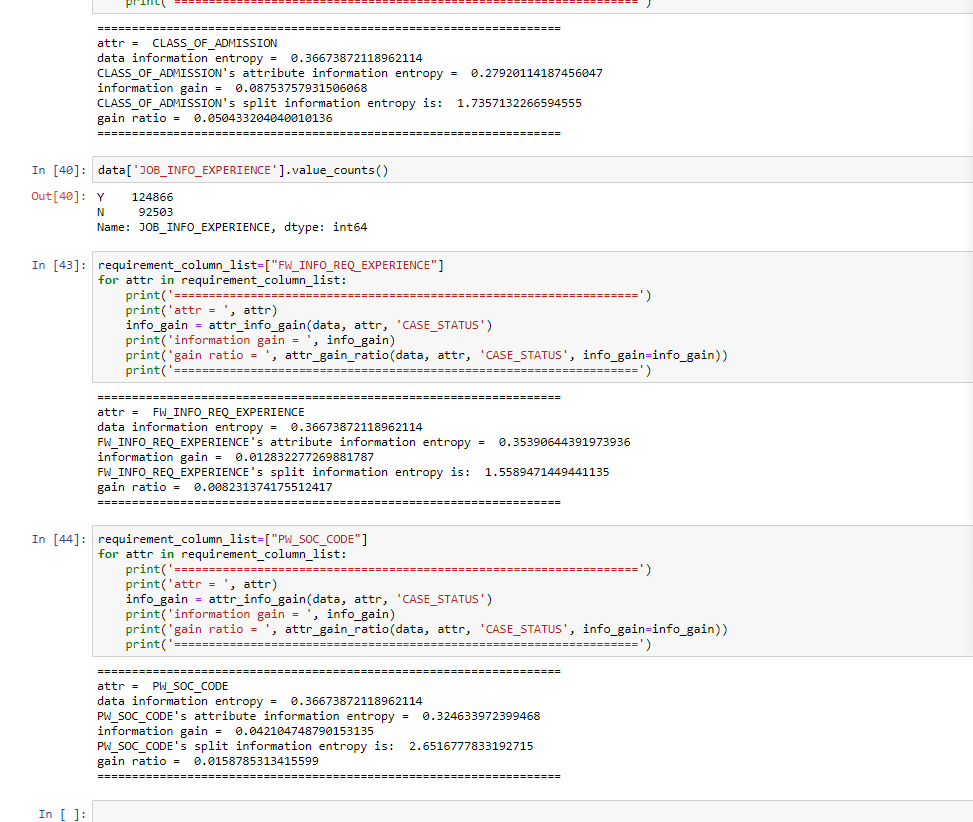 print('===================================================================')
===================================================================
attr =  CLASS_OF_ADMISSION
data information entropy =  0.36673872118962114
CLASS_OF_ADMISSION's attribute information entropy =  0.27920114187456047
information gain =  0.08753757931506068
CLASS_OF_ADMISSION's split information entropy is:  1.7357132266594555
gain ratio =  0.050433204040010136
===================================================================
In [40]: data['JOB_INFO_EXPERIENCE'].value_counts()
Out[40]: Y    124866
N     92503
Name: JOB_INFO_EXPERIENCE, dtype: int64
In [43]: requirement_column_list=["FW_INFO_REQ_EXPERIENCE"]
for attr in requirement_column_list:
    print('===================================================================')
    print('attr = ', attr)
    info_gain = attr_info_gain(data, attr, 'CASE_STATUS')
    print('information gain = ', info_gain)
    print('gain ratio = ', attr_gain_ratio(data, attr, 'CASE_STATUS', info_gain=info_gain))
    print('===================================================================')
===================================================================
attr =  FW_INFO_REQ_EXPERIENCE
data information entropy =  0.36673872118962114
FW_INFO_REQ_EXPERIENCE's attribute information entropy =  0.35390644391973936
information gain =  0.012832277269881787
FW_INFO_REQ_EXPERIENCE's split information entropy is:  1.5589471449441135
gain ratio =  0.008231374175512417
===================================================================
In [44]: requirement_column_list=["PW_SOC_CODE"]
for attr in requirement_column_list:
    print('===================================================================')
    print('attr = ', attr)
    info_gain = attr_info_gain(data, attr, 'CASE_STATUS')
    print('information gain = ', info_gain)
    print('gain ratio = ', attr_gain_ratio(data, attr, 'CASE_STATUS', info_gain=info_gain))
    print('===================================================================')
===================================================================
attr =  PW_SOC_CODE
data information entropy =  0.36673872118962114
PW_SOC_CODE's attribute information entropy =  0.324633972399468
information gain =  0.042104748790153135
PW_SOC_CODE's split information entropy is:  2.6516777833192715
gain ratio =  0.0158785313415599
===================================================================
In [ ]: